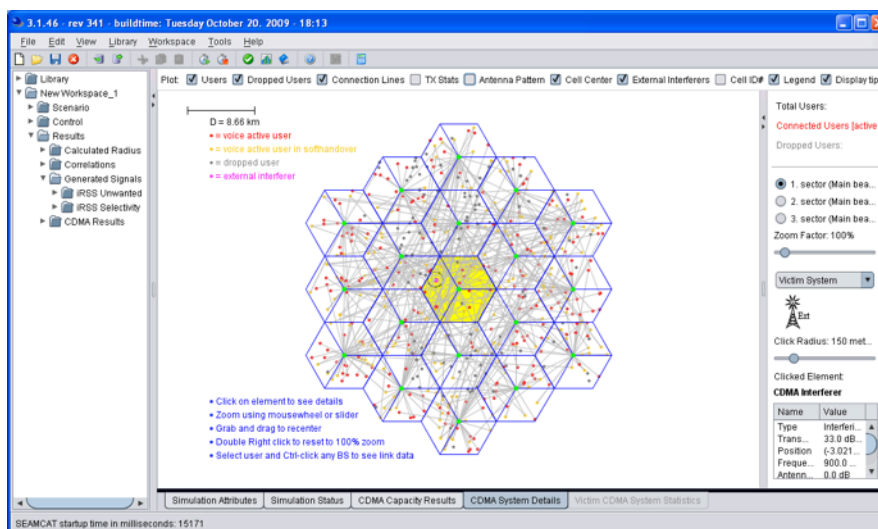 3.1.46 - rev 341 - buildtime: Tuesday October 20. 2009 - 18:13
File Edit View Library Workspace Tools Help
Library
New Workspace_1
Scenario
Control
Results
Calculated Radius
Correlations
Generated Signals
iRSS Unwanted
iRSS Selectivity
CDMA Results
Plot: Users Dropped Users Connection Lines TX Stats Antenna Pattern Cell Center External Interferers Cell ID# Legend Display tip
D = 8.66 km
= voice active user
= voice active user in softhandover
= dropped user
= external interferer
• Click on element to see details
• Zoom using mousewheel or slider
• Grab and drag to recenter
• Double Right click to reset to 100% zoom
• Select user and Ctrl-click any BS to see link data
Total Users:
Connected Users [active
Dropped Users:
1. sector (Main bea...
2. sector (Main bea...
3. sector (Main bea...
Zoom Factor: 100%
Victim System
Ext
Click Radius: 150 met...
Clicked Element:
CDMA Interferer
Name Value
Type Interferi...
Trans... 33.0 dB...
Position (-3.021...
Freque... 900.0 ...
Antenn... 0.0 dB
Simulation Attributes Simulation Status CDMA Capacity Results CDMA System Details Victim CDMA System Statistics
SEAMCAT startup time in milliseconds: 15171